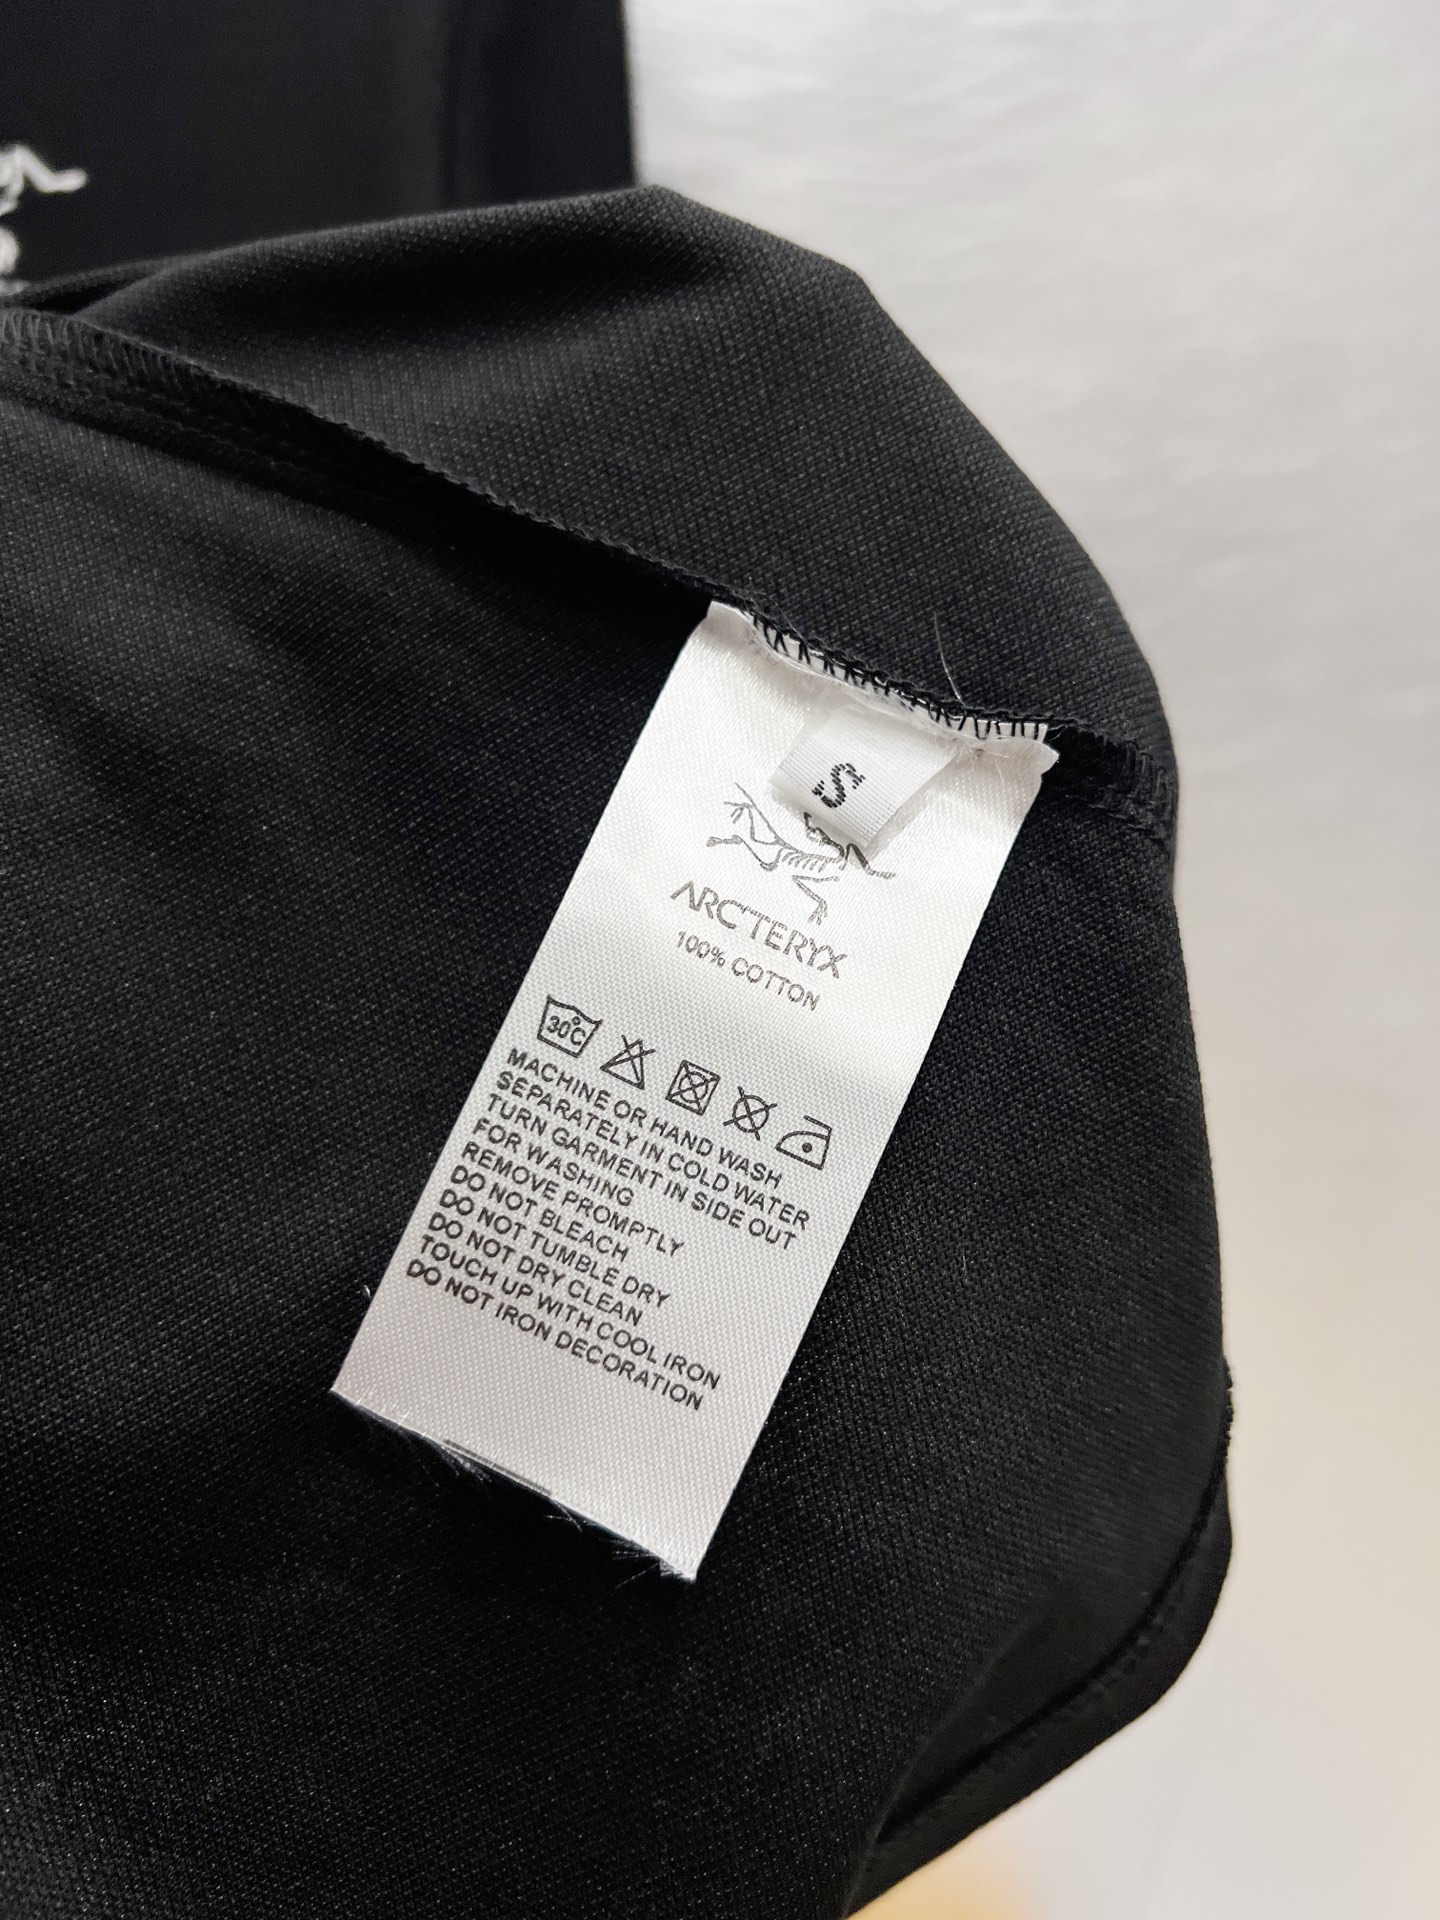 S
ARC'TERYX
100% COTTON
30°C
MACHINE OR HAND WASH
SEPARATELY IN COLD WATER
TURN GARMENT IN SIDE OUT
FOR WASHING
REMOVE PROMPTLY
DO NOT BLEACH
DO NOT TUMBLE DRY
DO NOT DRY CLEAN
TOUCH UP WITH COOL IRON
DO NOT IRON DECORATION